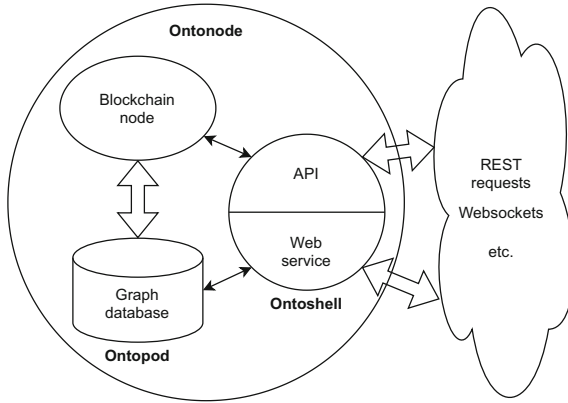 Ontonode
Blockchain
node
API
Web
service
Graph
database
Ontoshell
Ontopod
REST
requests
Websockets
etc.